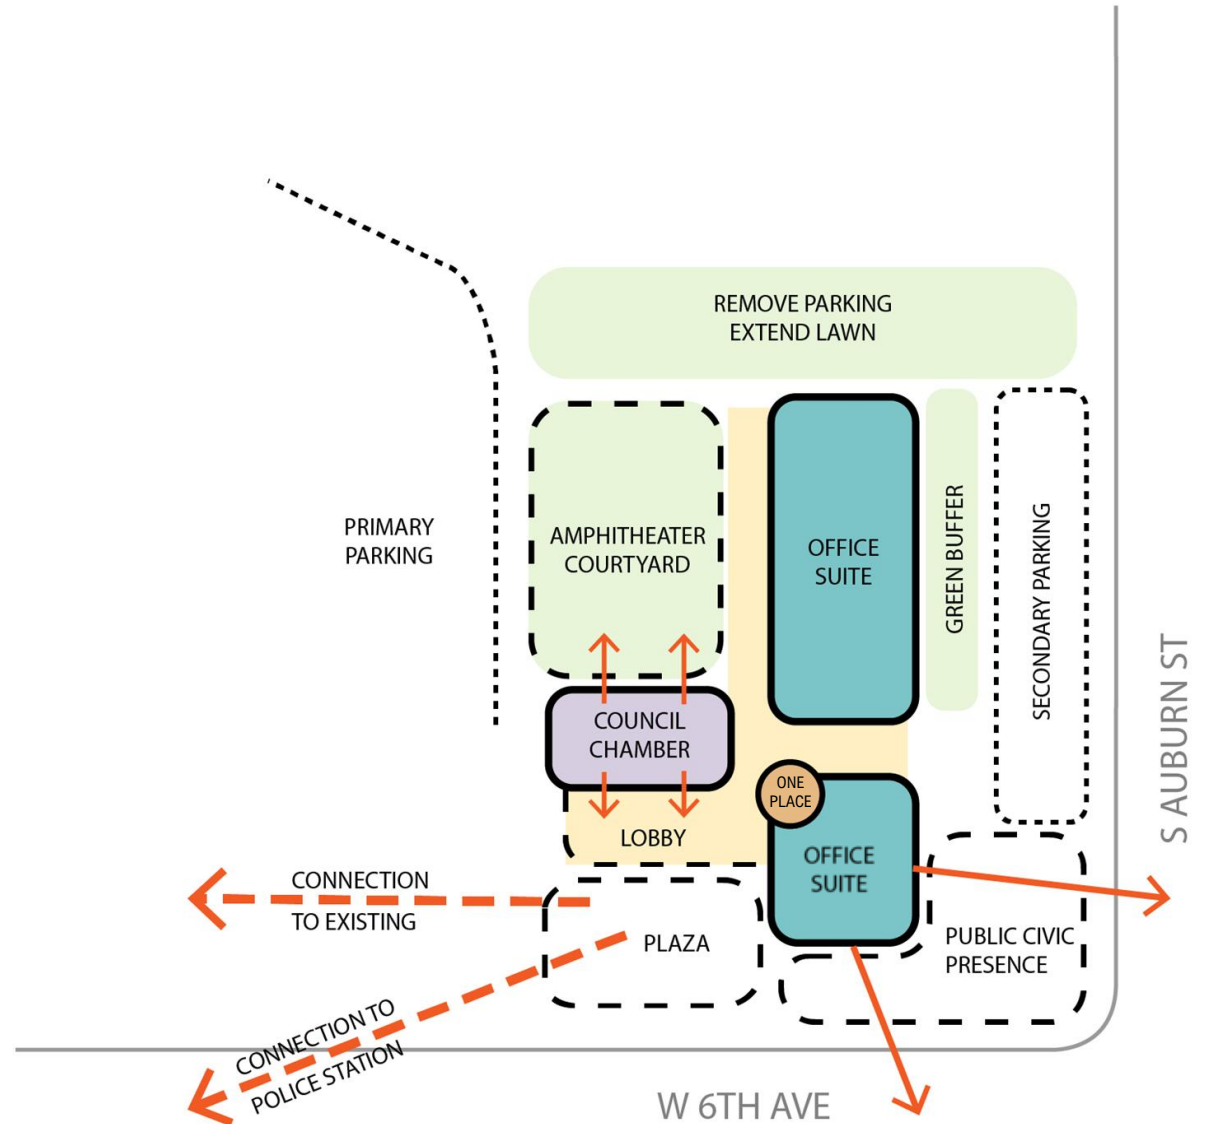 REMOVE PARKING
EXTEND LAWN
PRIMARY
PARKING
AMPHITHEATER
COURTYARD
OFFICE
SUITE
GREEN BUFFER
SECONDARY PARKING
S AUBURN ST
COUNCIL
CHAMBER
ONE
PLACE
LOBBY
OFFICE
SUITE
CONNECTION
TO EXISTING
PLAZA
PUBLIC CIVIC
PRESENCE
CONNECTION TO
POLICE STATION
W 6TH AVE